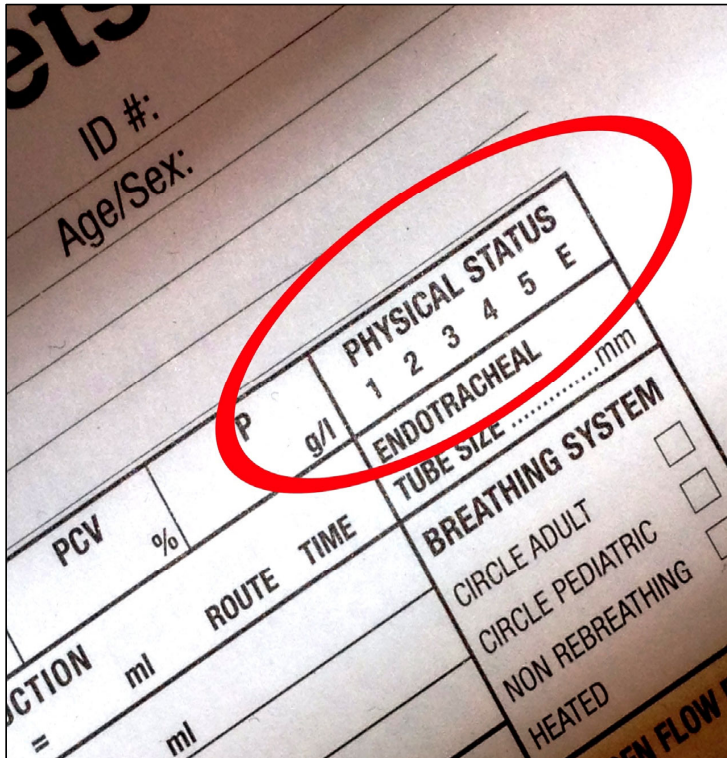 ets
ID #:
Age/Sex:
PHYSICAL STATUS
1 2 3 4 5 E
P g/l
ENDOTRACHEAL
TUBE SIZE ..............mm
PCV %
ROUTE TIME
BREATHING SYSTEM
CIRCLE ADULT
CIRCLE PEDIATRIC
NON REBREATHING
HEATED
UCTION ml
= ml
EN FLOW